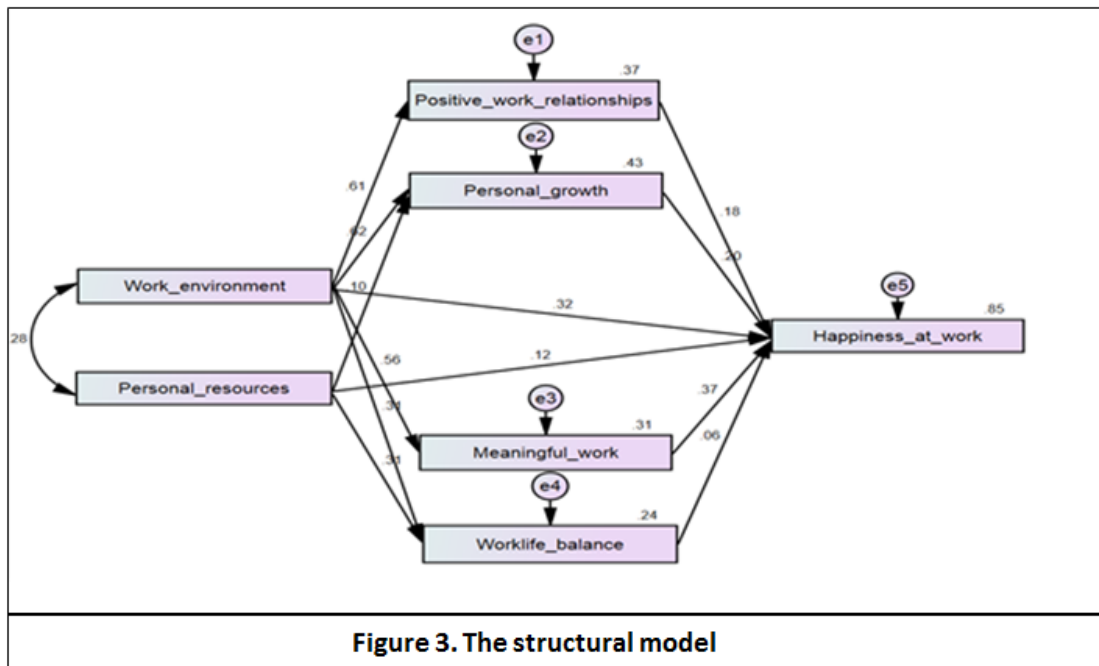 e1
.37
Positive_work_relationships
e2
.43
Personal_growth
.61
.62
.18
.20
.10
Work_environment
e5
.85
.32
Happiness_at_work
.28
.12
Personal_resources
.56
.31
.37
e3
.31
.06
Meaningful_work
.31
e4
.24
Worklife_balance
Figure 3. The structural model